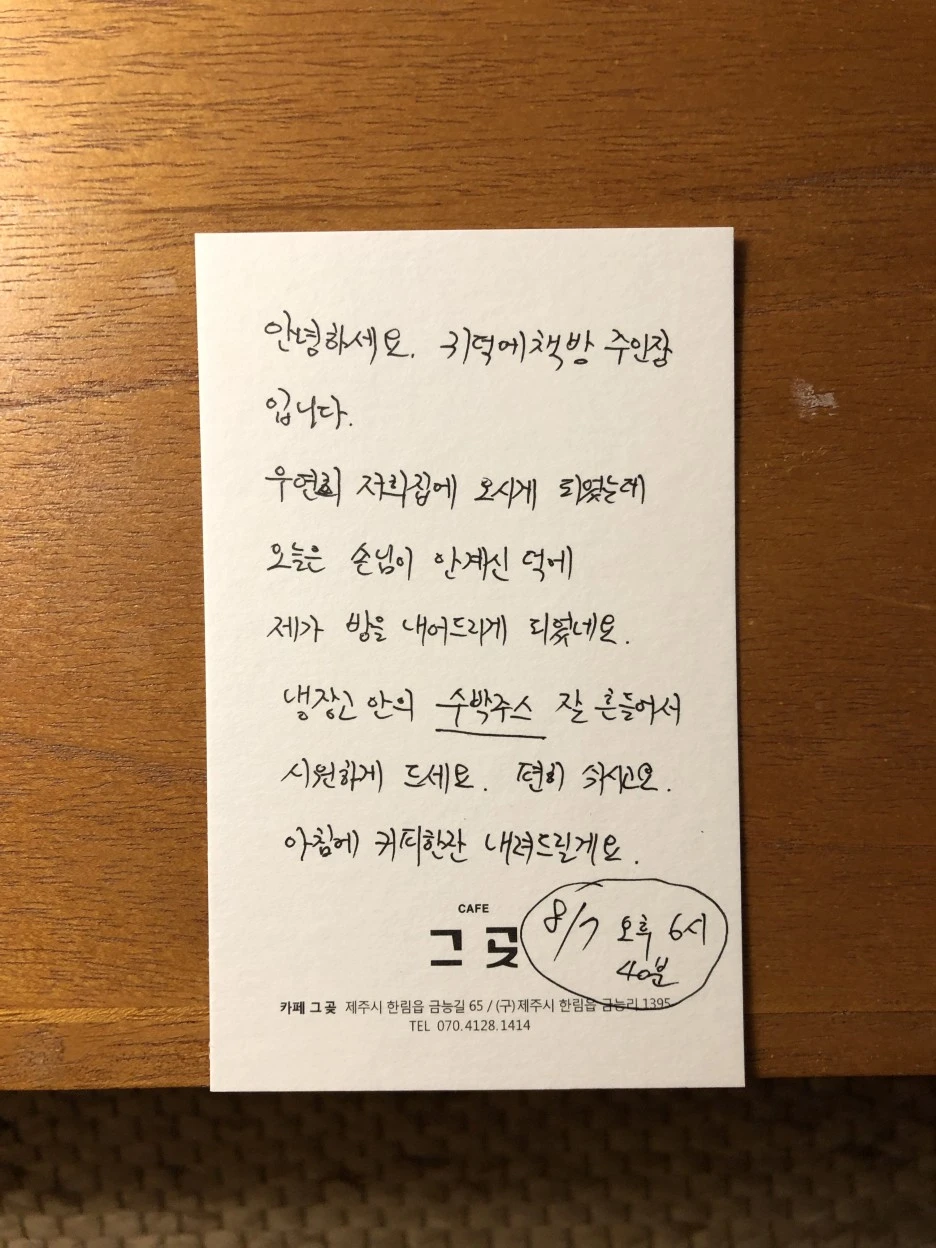 안녕하세요. 귀덕에책방 주인장
입니다.
우연히 저희집에 오시게 되었는데
오늘은 손님이 안계신 덕에
제가 방을 내어드리게 되었네요.
냉장고 안의 수박주스 잘 흔들어서
시원하게 드세요. 편히 쉬시고요.
아침에 커피한잔 내려드릴게요.
CAFE
그 곶
8/7 오후 6시
40분
카페 그 곶 제주시 한림읍 금능길 65 / (구)제주시 한림읍 금능리 1395
TEL 070.4128.1414